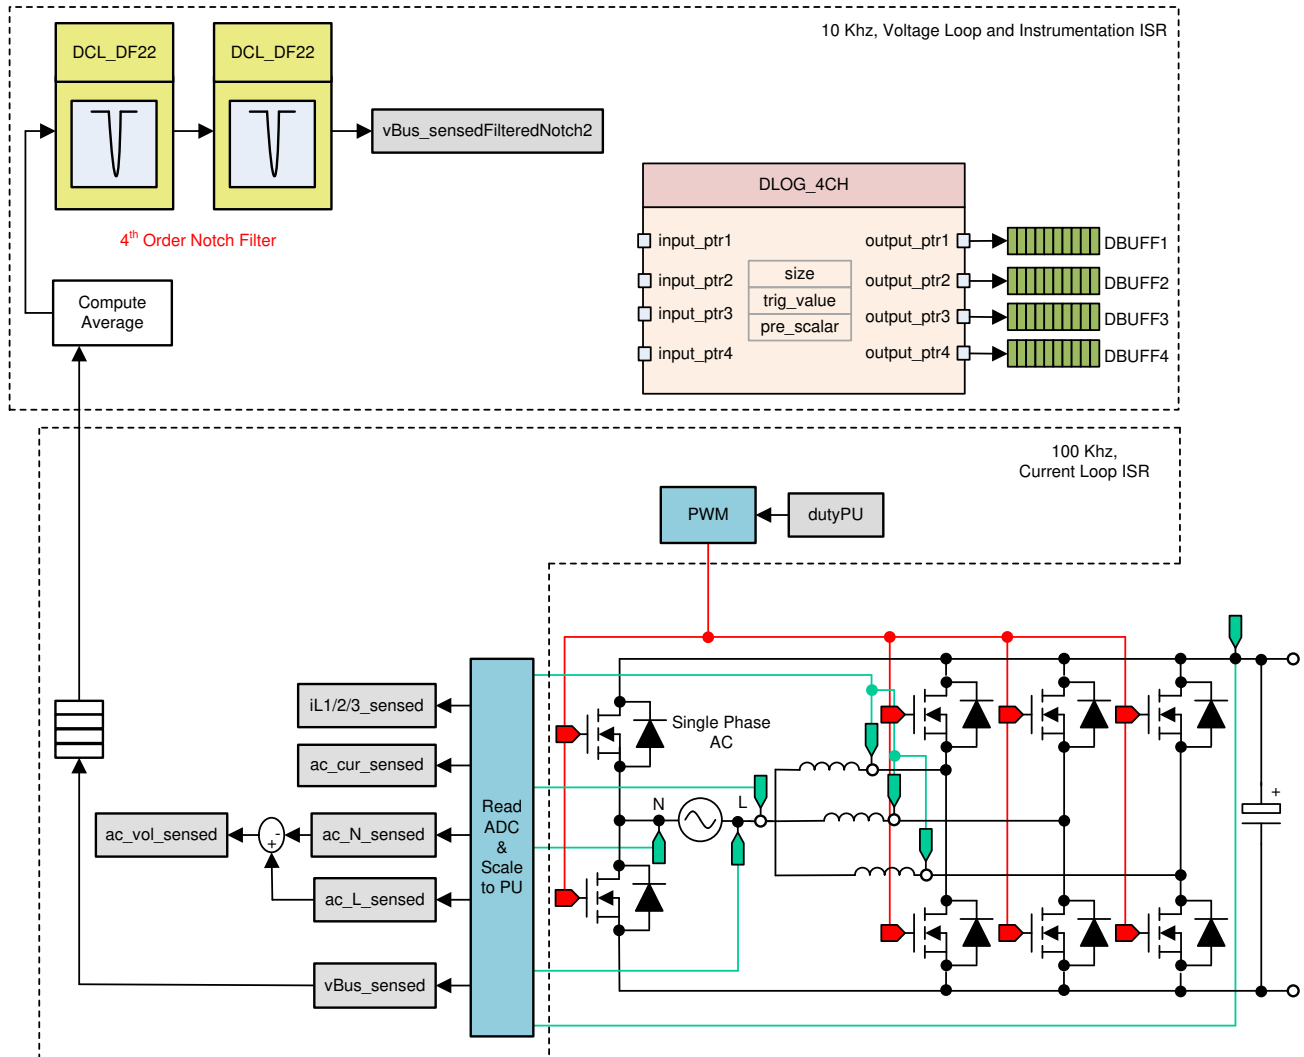 10 Khz, Voltage Loop and Instrumentation ISR
DCL_DF22
DCL_DF22
vBus_sensedFilteredNotch2
4th Order Notch Filter
Compute
Average
DLOG_4CH
input_ptr1
input_ptr2
input_ptr3
input_ptr4
size
trig_value
pre_scalar
output_ptr1
output_ptr2
output_ptr3
output_ptr4
DBUFF1
DBUFF2
DBUFF3
DBUFF4
100 Khz,
Current Loop ISR
PWM
dutyPU
iL1/2/3_sensed
ac_cur_sensed
ac_vol_sensed
-
+
ac_N_sensed
ac_L_sensed
vBus_sensed
Read
ADC
&
Scale
to PU
Single Phase
AC
N
L
+